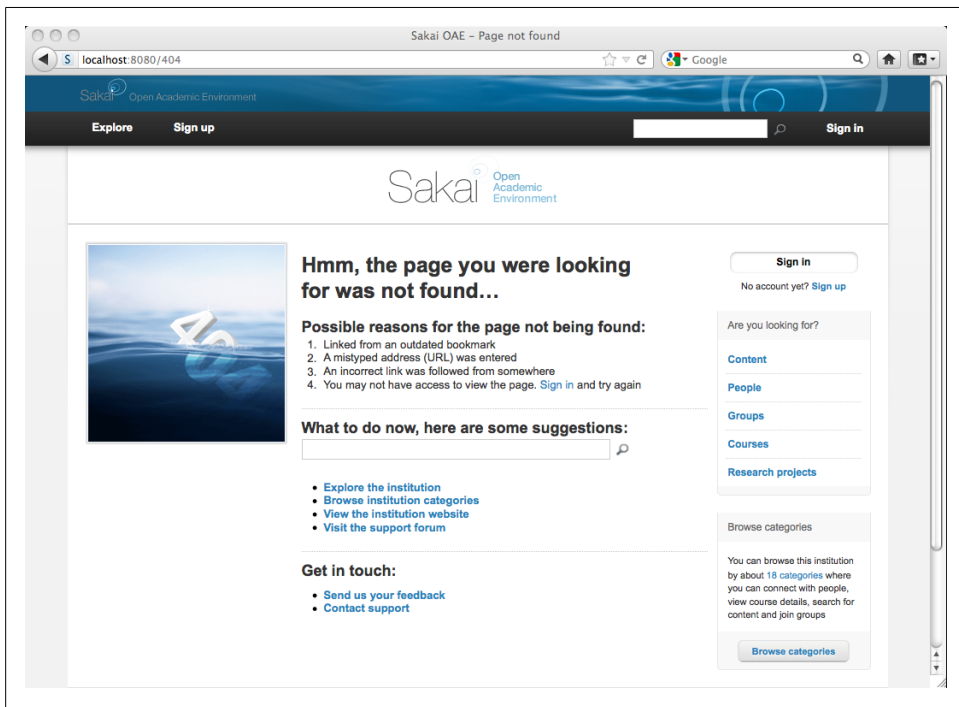 Sakai OAE – Page not found
S localhost:8080/404
Google
Sakai Open Academic Environment
Explore Sign up Sign in
Sakai Open
Academic
Environment
404
Hmm, the page you were looking
for was not found…
Possible reasons for the page not being found:
1. Linked from an outdated bookmark
2. A mistyped address (URL) was entered
3. An incorrect link was followed from somewhere
4. You may not have access to view the page. Sign in and try again
What to do now, here are some suggestions:
• Explore the institution
• Browse institution categories
• View the institution website
• Visit the support forum
Get in touch:
• Send us your feedback
• Contact support
Sign in
No account yet? Sign up
Are you looking for?
Content
People
Groups
Courses
Research projects
Browse categories
You can browse this institution
by about 18 categories where
you can connect with people,
view course details, search for
content and join groups
Browse categories